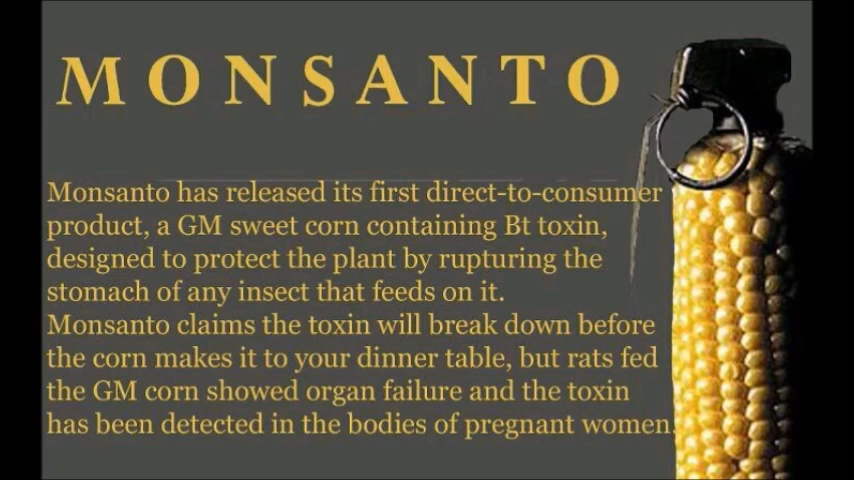 MONSANTO
Monsanto has released its first direct-to-consumer
product, a GM sweet corn containing Bt toxin,
designed to protect the plant by rupturing the
stomach of any insect that feeds on it.
Monsanto claims the toxin will break down before
the corn makes it to your dinner table, but rats fed
the GM corn showed organ failure and the toxin
has been detected in the bodies of pregnant women.